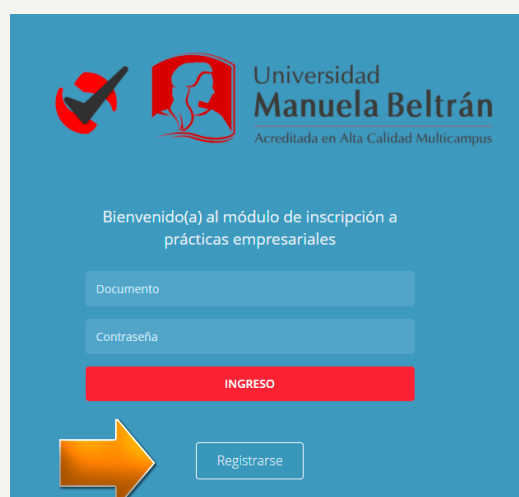 Universidad
Manuela Beltrán
Acreditada en Alta Calidad Multicampus
Bienvenido(a) al módulo de inscripción a
prácticas empresariales
Documento
Contraseña
INGRESO
Registrarse